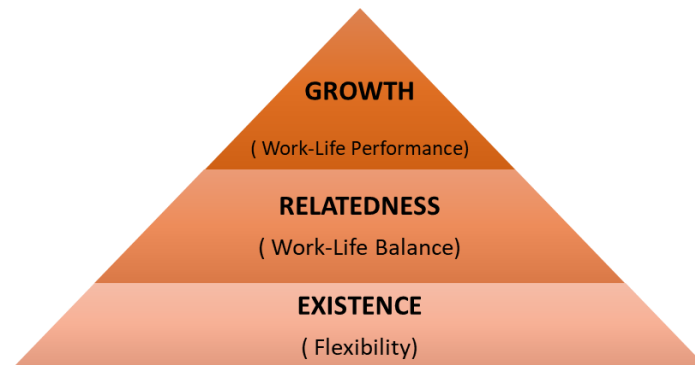 GROWTH
( Work-Life Performance)
RELATEDNESS
( Work-Life Balance)
EXISTENCE
( Flexibility)